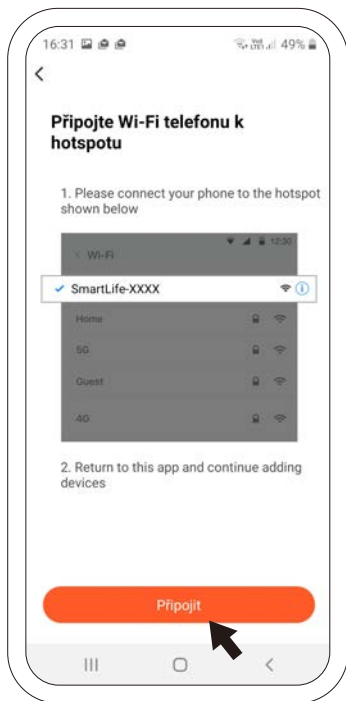 16:31 49%
Připojte Wi-Fi telefonu k
hotspotu
1. Please connect your phone to the hotspot
shown below
12:30
Wi-Fi
SmartLife-XXXX
Home
5G
Guest
4G
2. Return to this app and continue adding
devices
Připojit